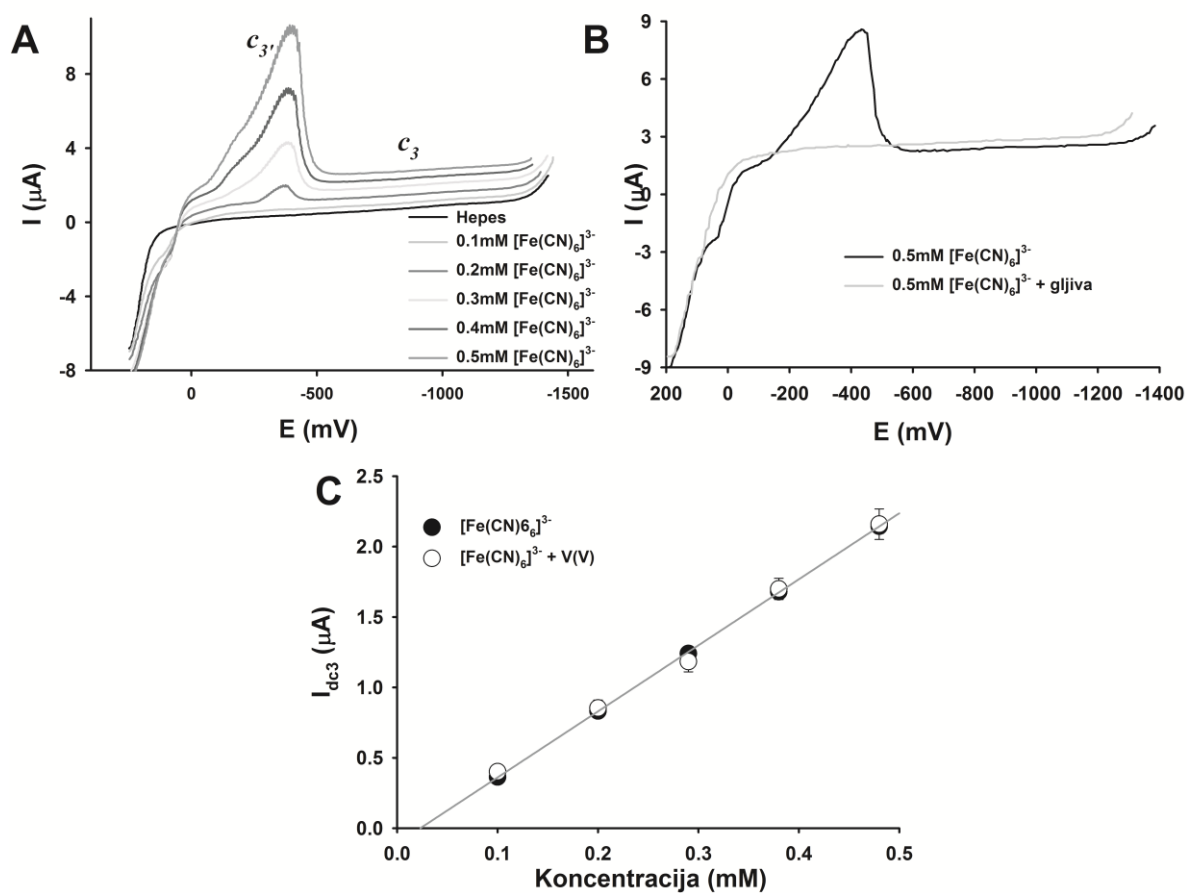 A
c3'
c3
I (μA)
10
8
4
0
-4
-8
Hepes
0.1mM [Fe(CN)6]3-
0.2mM [Fe(CN)6]3-
0.3mM [Fe(CN)6]3-
0.4mM [Fe(CN)6]3-
0.5mM [Fe(CN)6]3-
0 -500 -1000 -1500
E (mV)
B
I (μA)
9
6
3
0
-3
-6
-9
0.5mM [Fe(CN)6]3-
0.5mM [Fe(CN)6]3- + gljiva
200 0 -200 -400 -600 -800 -1000 -1200 -1400
E (mV)
C
Idc3 (μA)
2.5
2.0
1.5
1.0
0.5
0.0
[Fe(CN)66]3-
[Fe(CN)6]3- + V(V)
0.0 0.1 0.2 0.3 0.4 0.5
Koncentracija (mM)